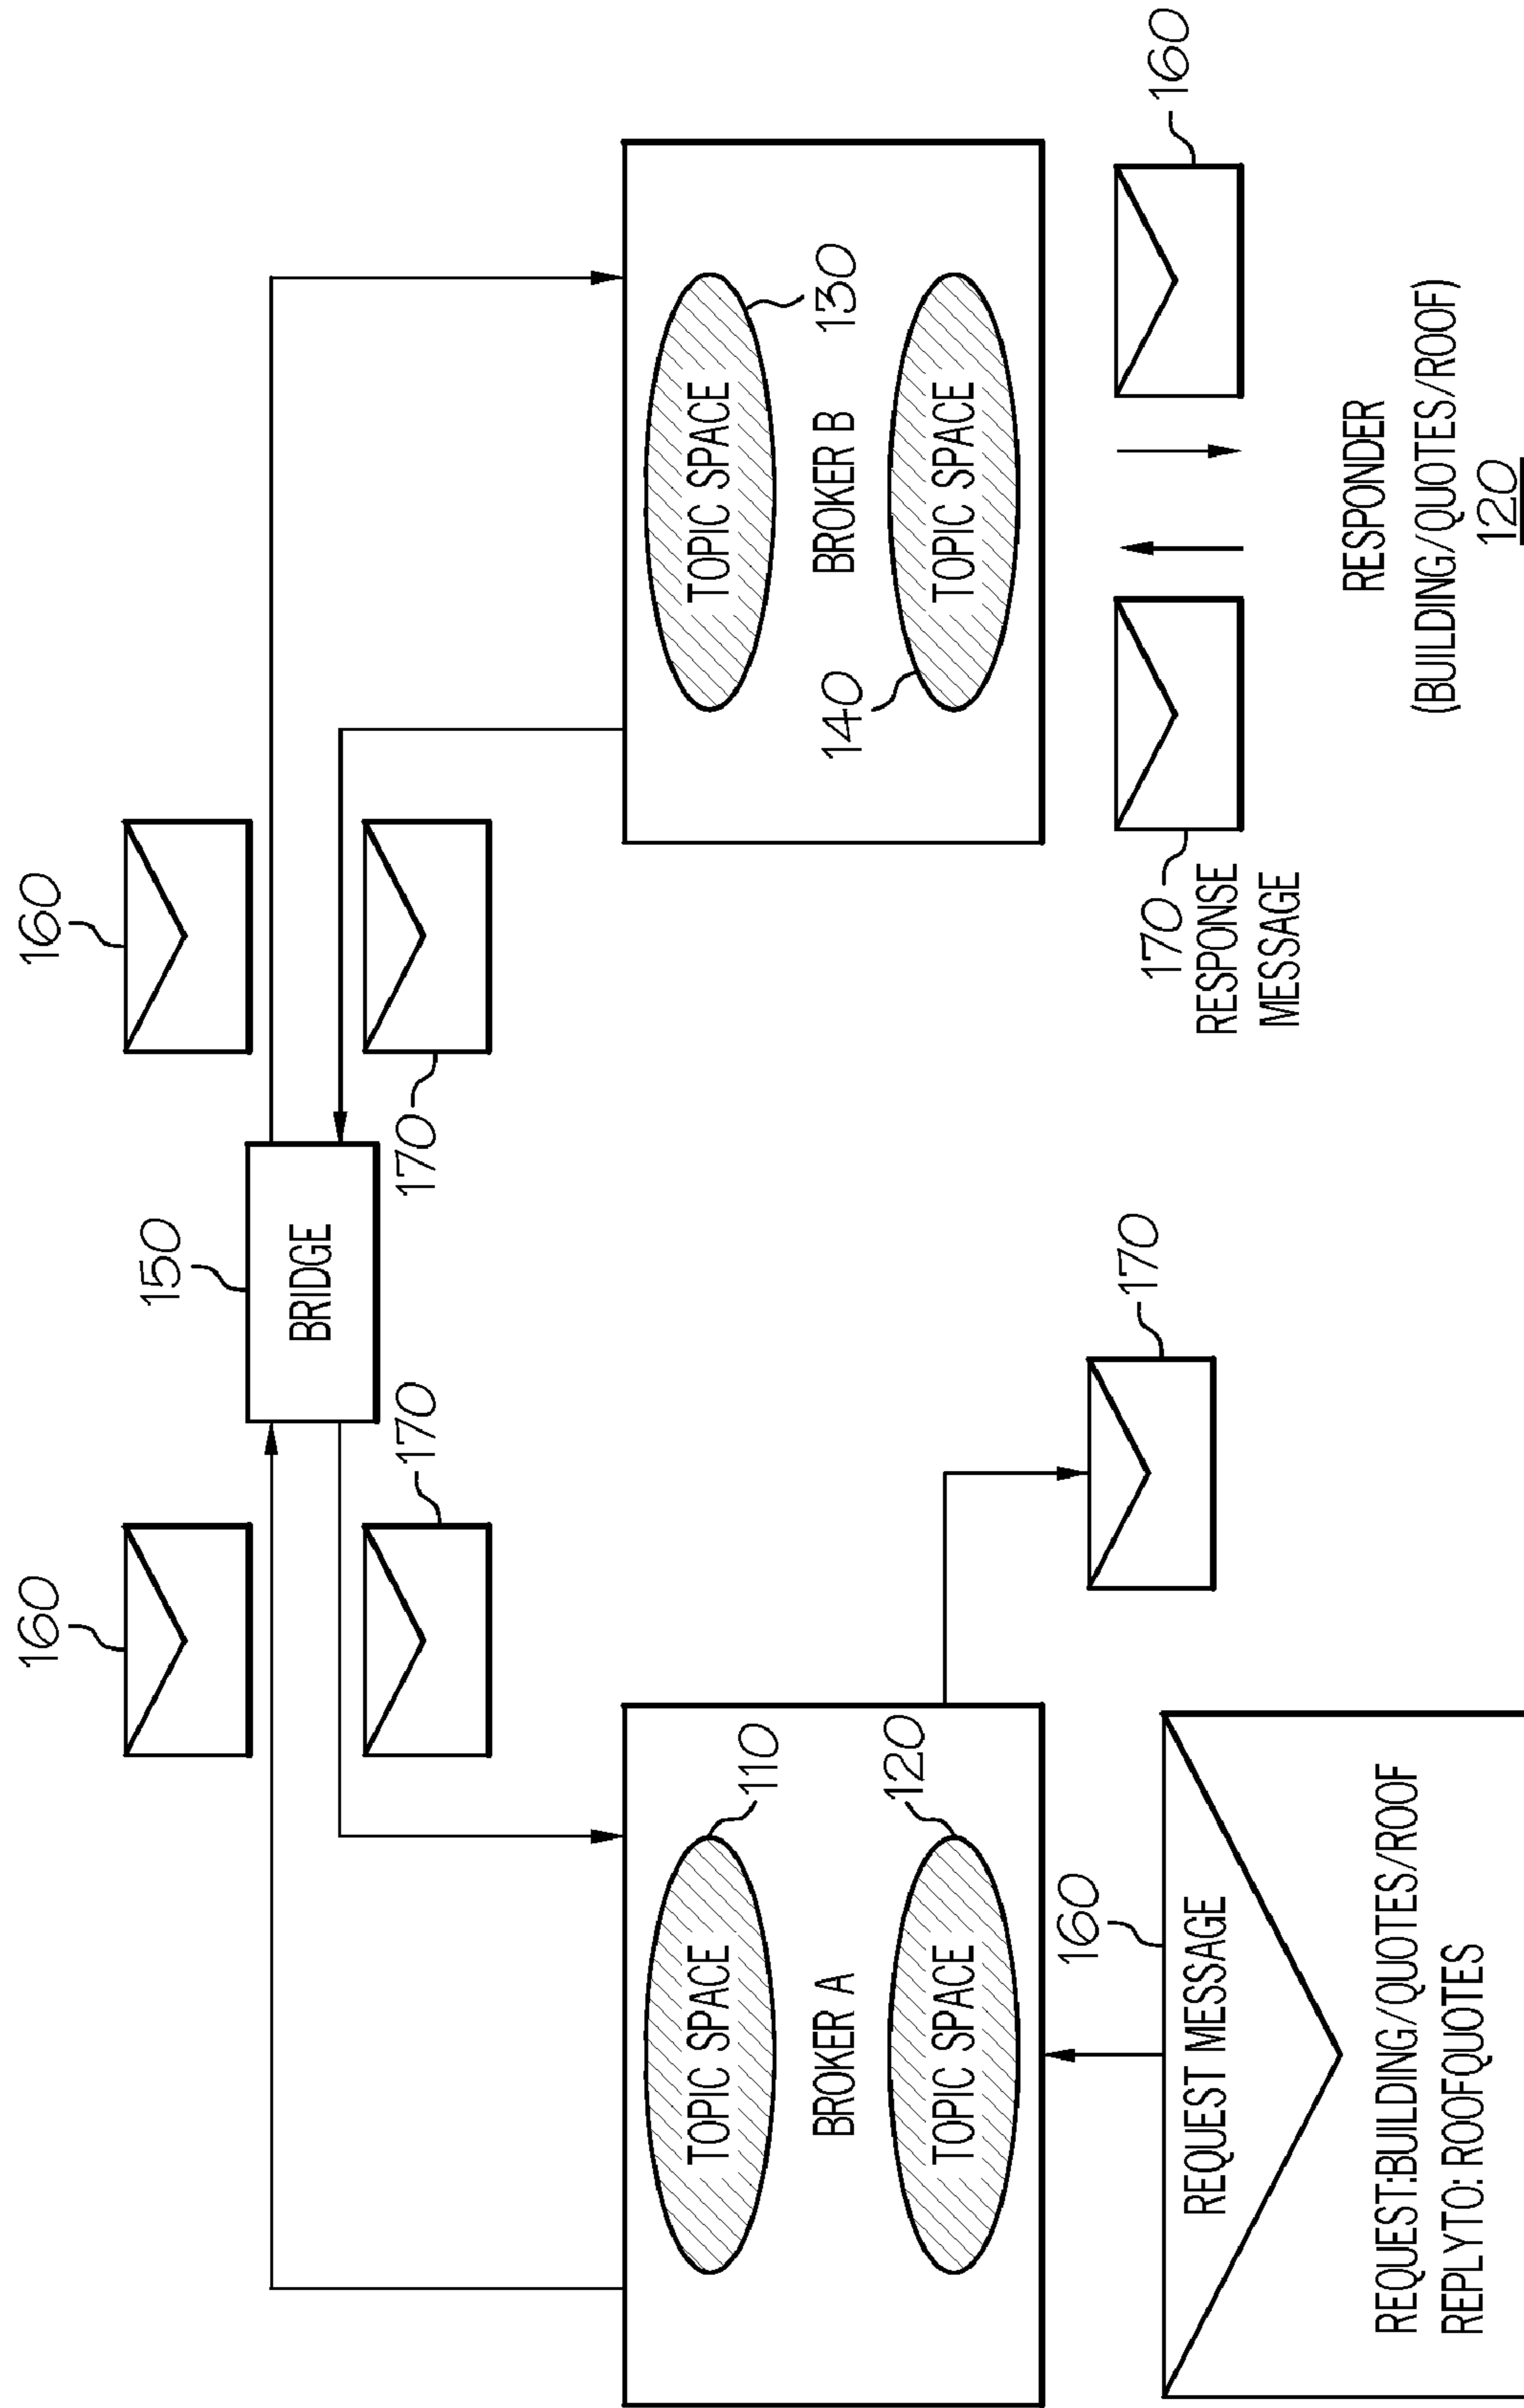 160
160
150
BRIDGE
170
170
110
TOPIC SPACE
BROKER A
TOPIC SPACE
120
130
TOPIC SPACE
BROKER B
140
TOPIC SPACE
160
REQUEST MESSAGE
REQUEST:BUILDING/QUOTES/ROOF
REPLYTO: ROOFQUOTES
170
170
RESPONSE
MESSAGE
160
RESPONDER
(BUILDING/QUOTES/ROOF)
120